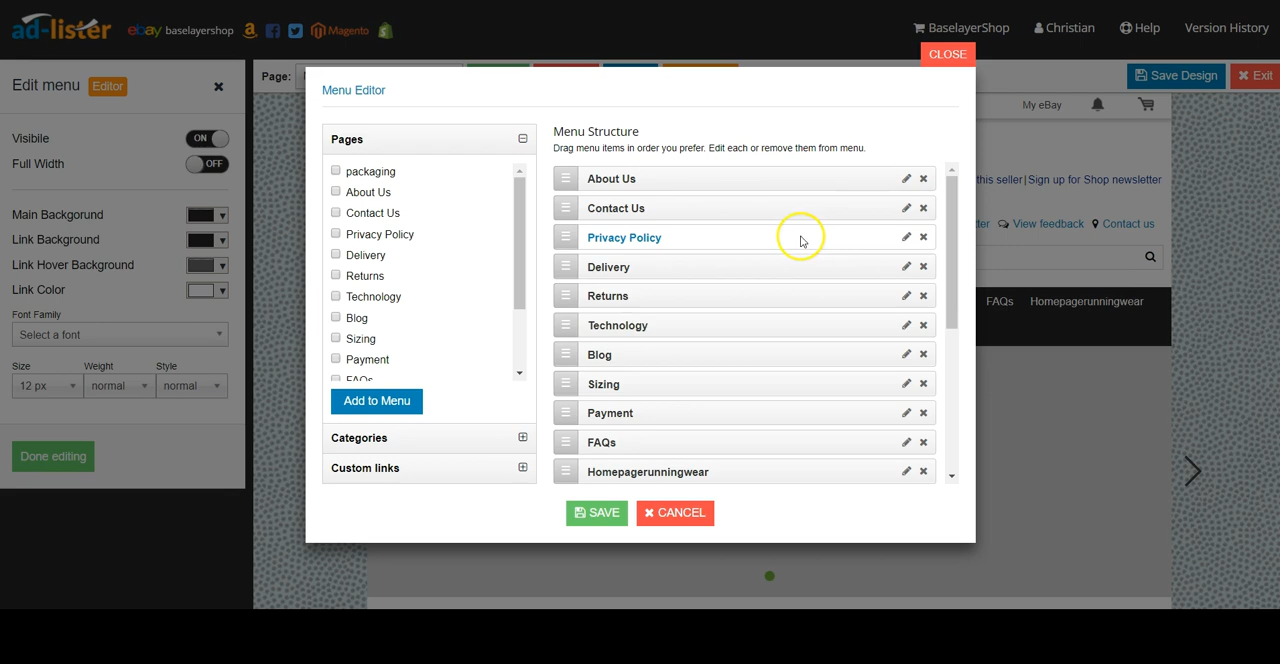 ad-lister ebay baselayershop Magento
BaselayerShop Christian Help Version History
CLOSE
Edit menu Editor
Page:
Save Design Exit
Menu Editor
My eBay
Visibile ON
Full Width OFF
Pages
Menu Structure
Drag menu items in order you prefer. Edit each or remove them from menu.
packaging
About Us
Contact Us
Privacy Policy
Delivery
Returns
Technology
Blog
Sizing
Payment
FAQs
Add to Menu
Categories
Custom links
About Us
Contact Us
Privacy Policy
Delivery
Returns
Technology
Blog
Sizing
Payment
FAQs
Homepagerunningwear
SAVE CANCEL
this seller | Sign up for Shop newsletter
View feedback Contact us
FAQs Homepagerunningwear
Main Backgorund
Link Background
Link Hover Background
Link Color
Font Family
Select a font
Size Weight Style
12 px normal normal
Done editing